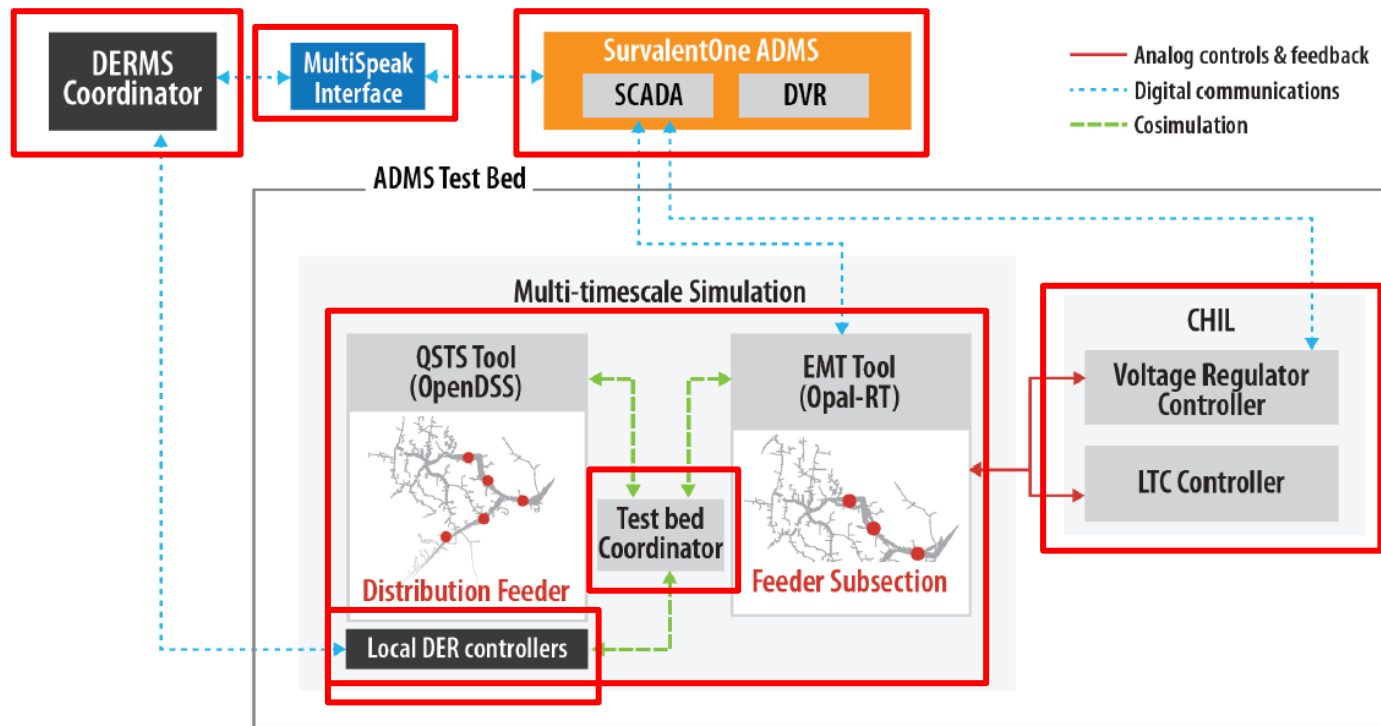 DERMS
Coordinator
MultiSpeak
Interface
SurvalentOne ADMS
SCADA
DVR
Analog controls & feedback
Digital communications
Cosimulation
ADMS Test Bed
Multi-timescale Simulation
QSTS Tool
(OpenDSS)
Distribution Feeder
Local DER controllers
Test bed
Coordinator
EMT Tool
(Opal-RT)
Feeder Subsection
CHIL
Voltage Regulator
Controller
LTC Controller